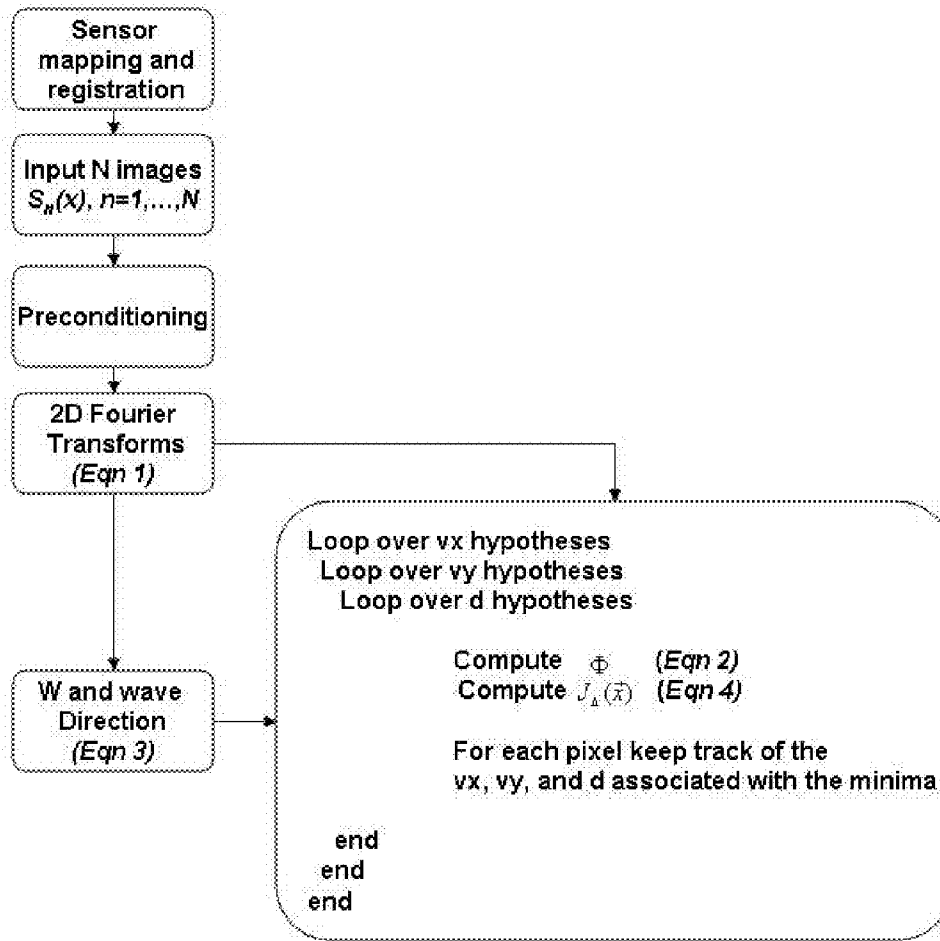 Sensor
mapping and
registration
Input N images
S_N(x), n=1,...,N
Preconditioning
2D Fourier
Transforms
(Eqn 1)
W and wave
Direction
(Eqn 3)
Loop over vx hypotheses
Loop over vy hypotheses
Loop over d hypotheses
Compute Φ (Eqn 2)
Compute J_Δ(x⃗) (Eqn 4)
For each pixel keep track of the
vx, vy, and d associated with the minima
end
end
end